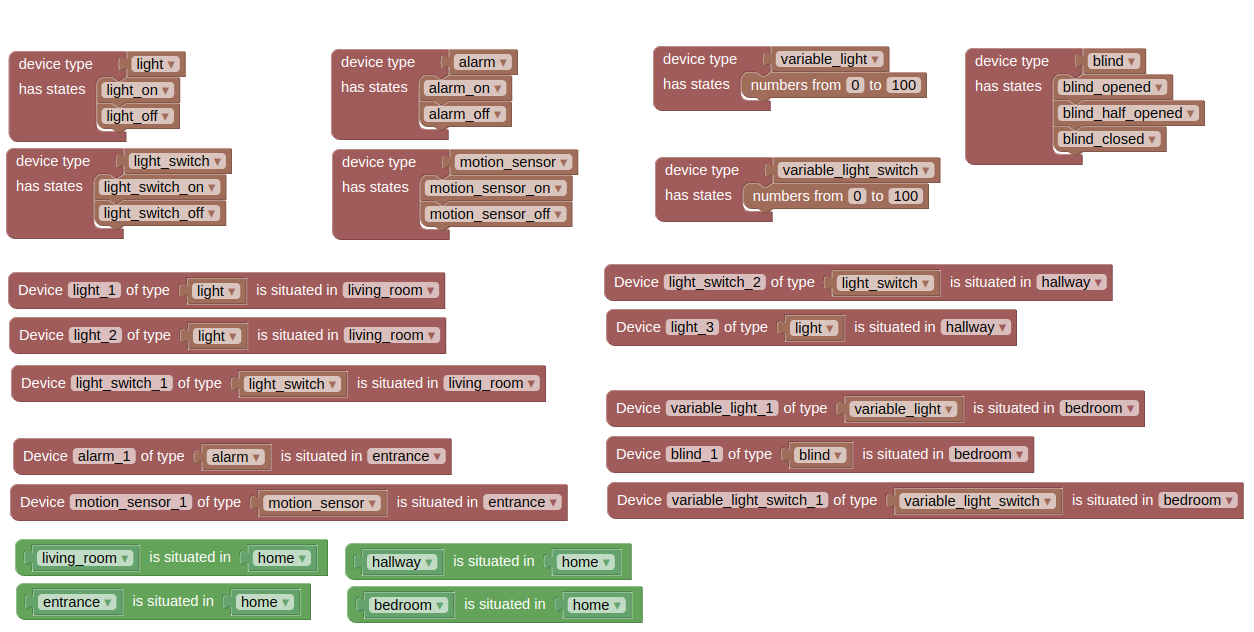 device type light ▾
has states light_on ▾
light_off ▾
device type alarm ▾
has states alarm_on ▾
alarm_off ▾
device type variable_light ▾
has states numbers from 0 to 100
device type blind ▾
has states blind_opened ▾
blind_half_opened ▾
blind_closed ▾
device type light_switch ▾
has states light_switch_on ▾
light_switch_off ▾
device type motion_sensor ▾
has states motion_sensor_on ▾
motion_sensor_off ▾
device type variable_light_switch ▾
has states numbers from 0 to 100
Device light_1 of type light ▾ is situated in living_room ▾
Device light_2 of type light ▾ is situated in living_room ▾
Device light_switch_1 of type light_switch ▾ is situated in living_room ▾
Device light_switch_2 of type light_switch ▾ is situated in hallway ▾
Device light_3 of type light ▾ is situated in hallway ▾
Device alarm_1 of type alarm ▾ is situated in entrance ▾
Device motion_sensor_1 of type motion_sensor ▾ is situated in entrance ▾
Device variable_light_1 of type variable_light ▾ is situated in bedroom ▾
Device blind_1 of type blind ▾ is situated in bedroom ▾
Device variable_light_switch_1 of type variable_light_switch ▾ is situated in bedroom ▾
living_room ▾ is situated in home ▾
hallway ▾ is situated in home ▾
entrance ▾ is situated in home ▾
bedroom ▾ is situated in home ▾